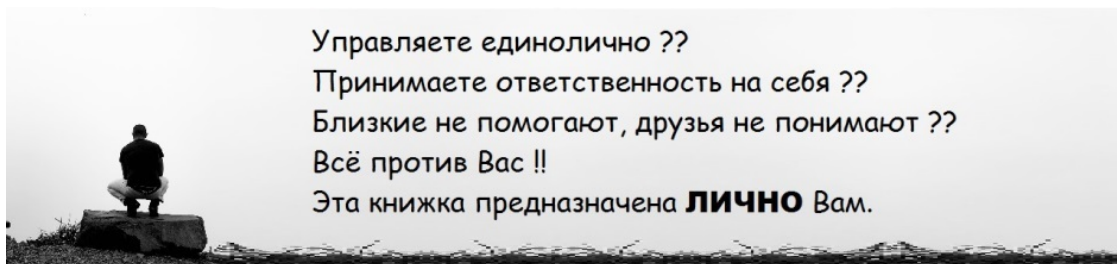 Управляете единолично ??
Принимаете ответственность на себя ??
Близкие не помогают, друзья не понимают ??
Всё против Вас !!
Эта книжка предназначена ЛИЧНО Вам.